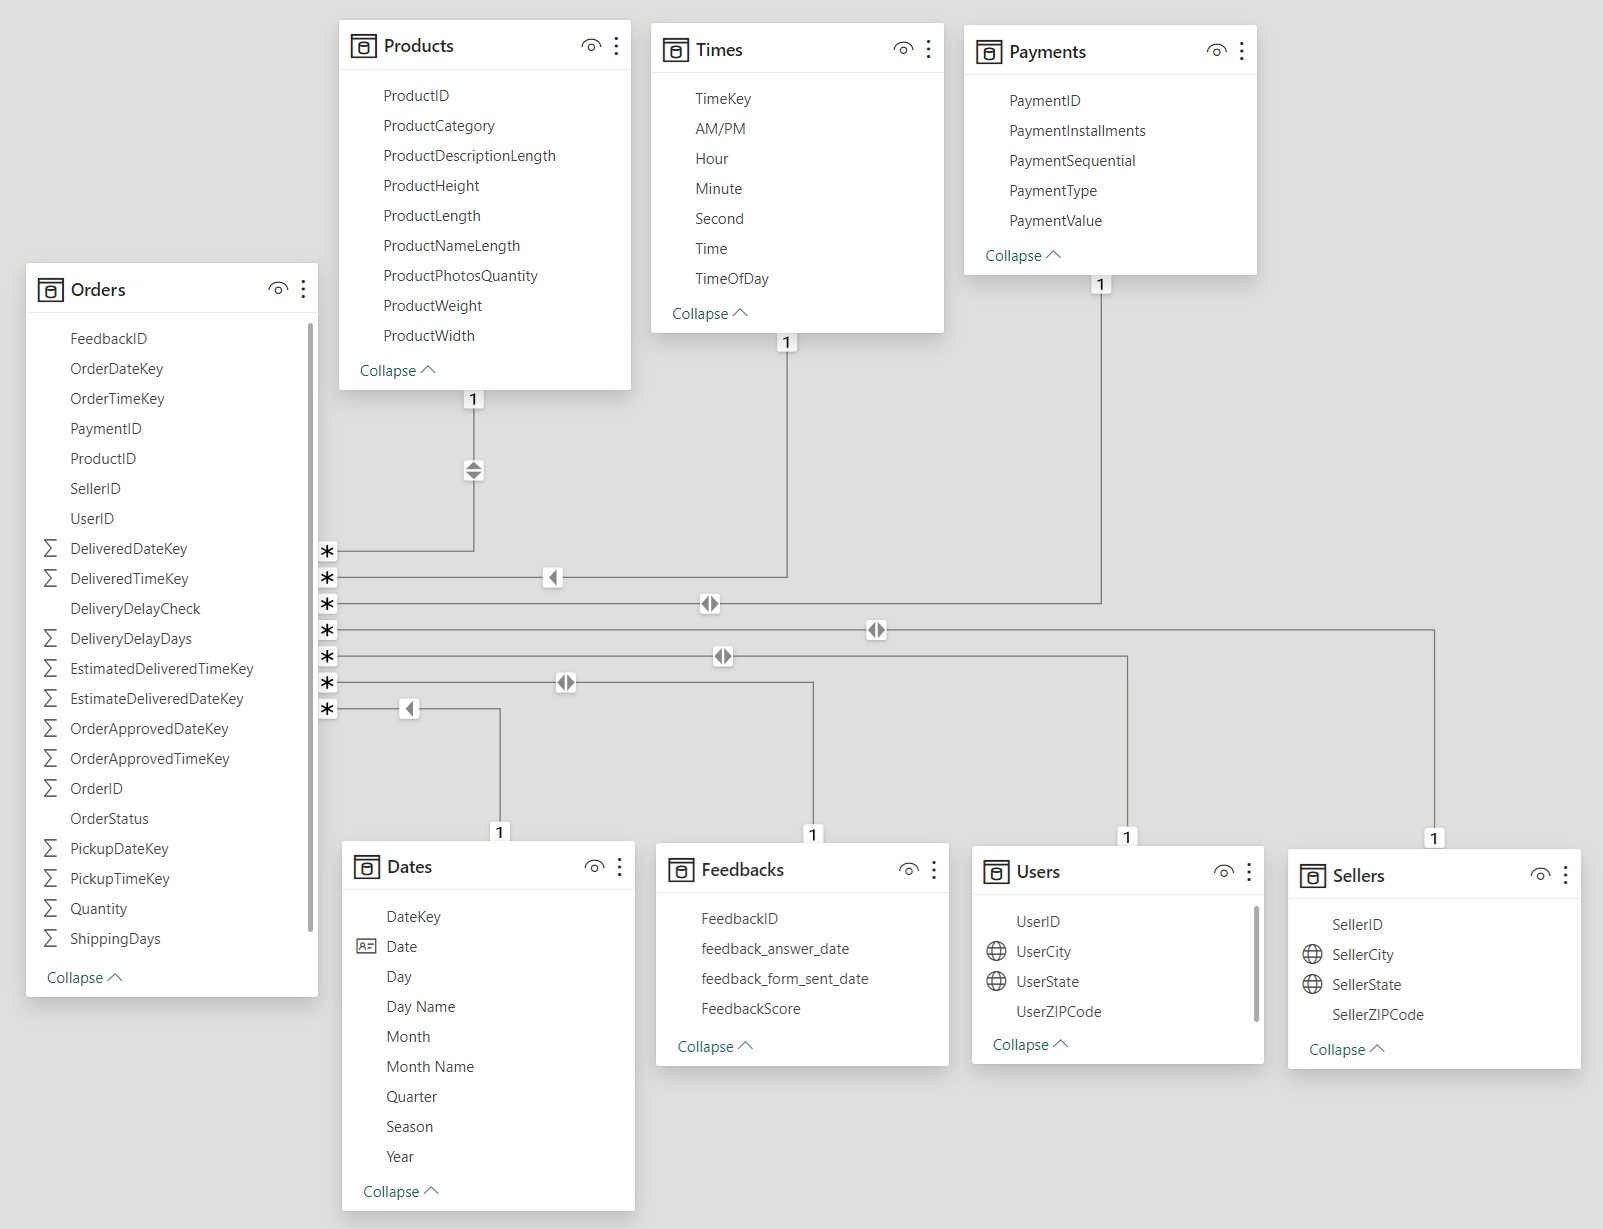 Products
ProductID
ProductCategory
ProductDescriptionLength
ProductHeight
ProductLength
ProductNameLength
ProductPhotosQuantity
ProductWeight
ProductWidth
Collapse
1
Times
TimeKey
AM/PM
Hour
Minute
Second
Time
TimeOfDay
Collapse
1
Payments
PaymentID
PaymentInstallments
PaymentSequential
PaymentType
PaymentValue
Collapse
1
Orders
FeedbackID
OrderDateKey
OrderTimeKey
PaymentID
ProductID
SellerID
UserID
∑ DeliveredDateKey
∑ DeliveredTimeKey
DeliveryDelayCheck
∑ DeliveryDelayDays
∑ EstimatedDeliveredTimeKey
∑ EstimateDeliveredDateKey
∑ OrderApprovedDateKey
∑ OrderApprovedTimeKey
∑ OrderID
OrderStatus
∑ PickupDateKey
∑ PickupTimeKey
∑ Quantity
∑ ShippingDays
Collapse
*
*
*
*
*
*
*
1
Dates
DateKey
Date
Day
Day Name
Month
Month Name
Quarter
Season
Year
Collapse
1
Feedbacks
FeedbackID
feedback_answer_date
feedback_form_sent_date
FeedbackScore
Collapse
1
Users
UserID
UserCity
UserState
UserZIPCode
Collapse
1
Sellers
SellerID
SellerCity
SellerState
SellerZIPCode
Collapse